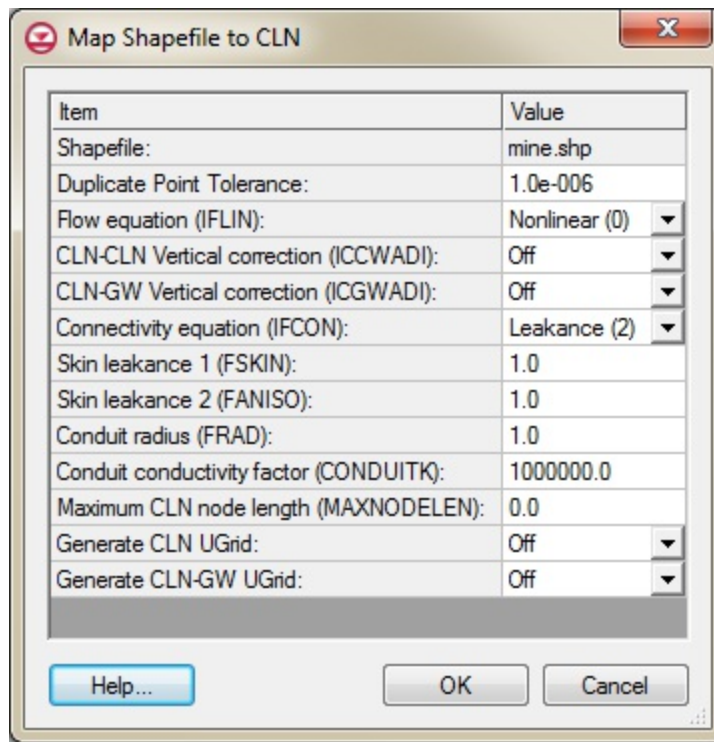 Map Shapefile to CLN
Item Value
Shapefile: mine.shp
Duplicate Point Tolerance: 1.0e-006
Flow equation (IFLIN): Nonlinear (0)
CLN-CLN Vertical correction (ICCWADI): Off
CLN-GW Vertical correction (ICGWADI): Off
Connectivity equation (IFCON): Leakance (2)
Skin leakance 1 (FSKIN): 1.0
Skin leakance 2 (FANISO): 1.0
Conduit radius (FRAD): 1.0
Conduit conductivity factor (CONDUITK): 1000000.0
Maximum CLN node length (MAXNODELEN): 0.0
Generate CLN UGrid: Off
Generate CLN-GW UGrid: Off
Help... OK Cancel